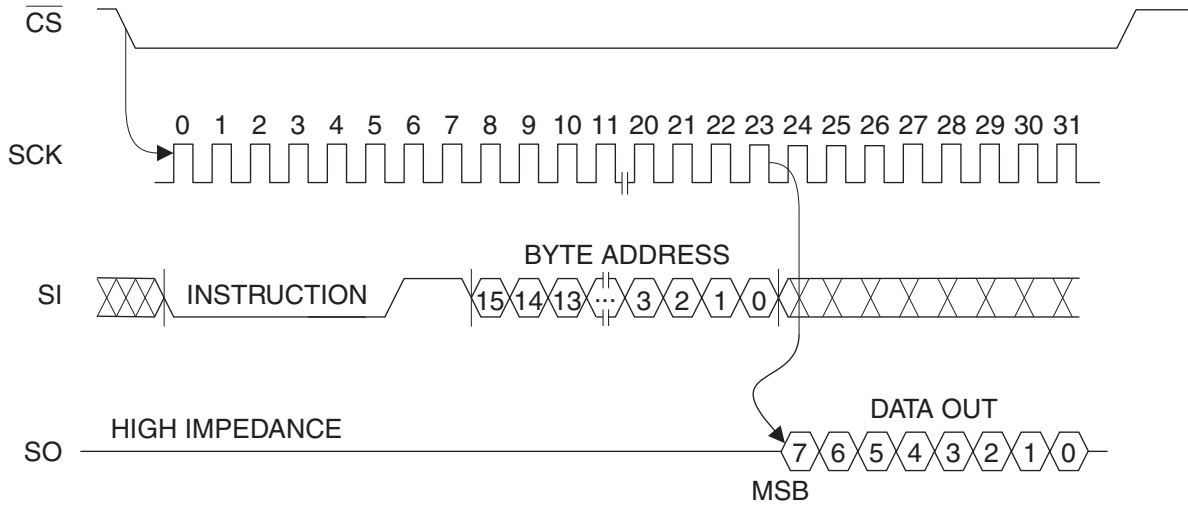 CS
0 1 2 3 4 5 6 7 8 9 10 11 20 21 22 23 24 25 26 27 28 29 30 31
SCK
BYTE ADDRESS
SI INSTRUCTION 15 14 13 ... 3 2 1 0
DATA OUT
HIGH IMPEDANCE
SO 7 6 5 4 3 2 1 0
MSB